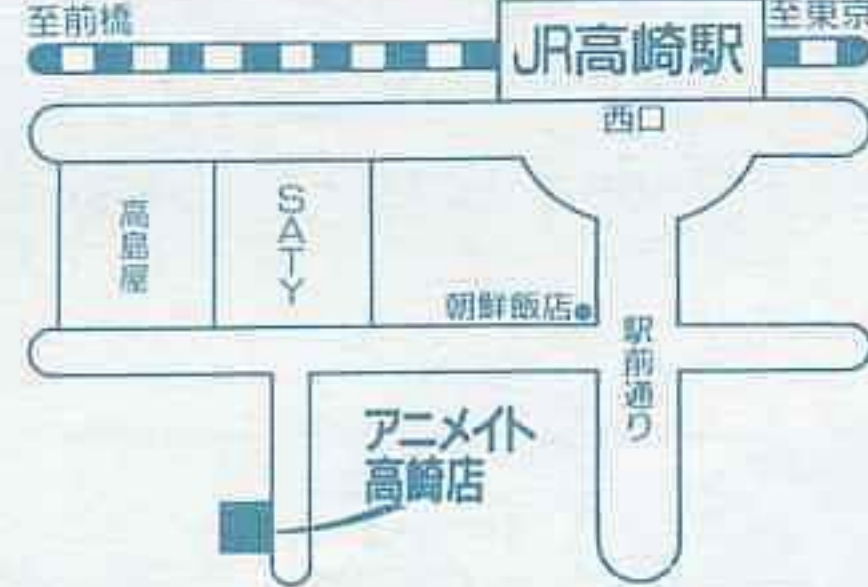 至前橋
JR高崎駅
至東京
西口
高島屋
SATY
朝鮮飯店
駅前通り
アニメイト
高崎店